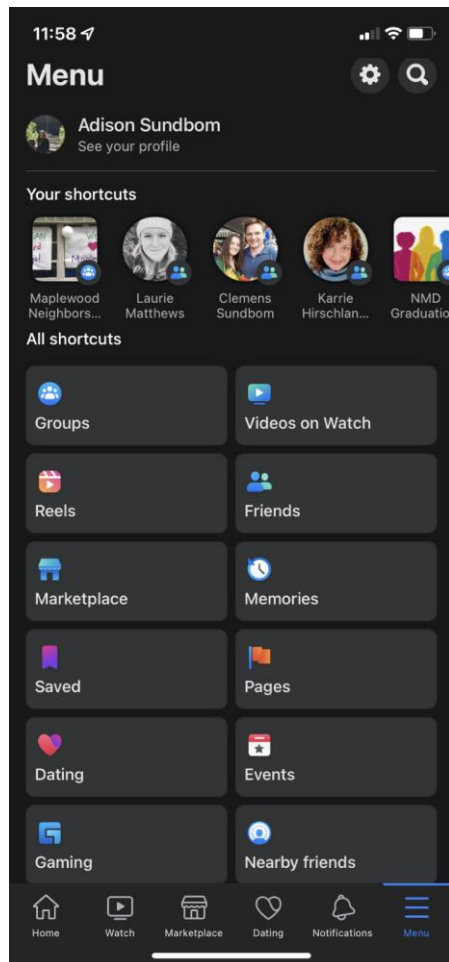 11:58
Menu
Adison Sundbom
See your profile
Your shortcuts
Maplewood
Neighbors...
Laurie
Matthews
Clemens
Sundbom
Karrie
Hirschlan...
NMD
Graduatio
All shortcuts
Groups
Videos on Watch
Reels
Friends
Marketplace
Memories
Saved
Pages
Dating
Events
Gaming
Nearby friends
Home
Watch
Marketplace
Dating
Notifications
Menu